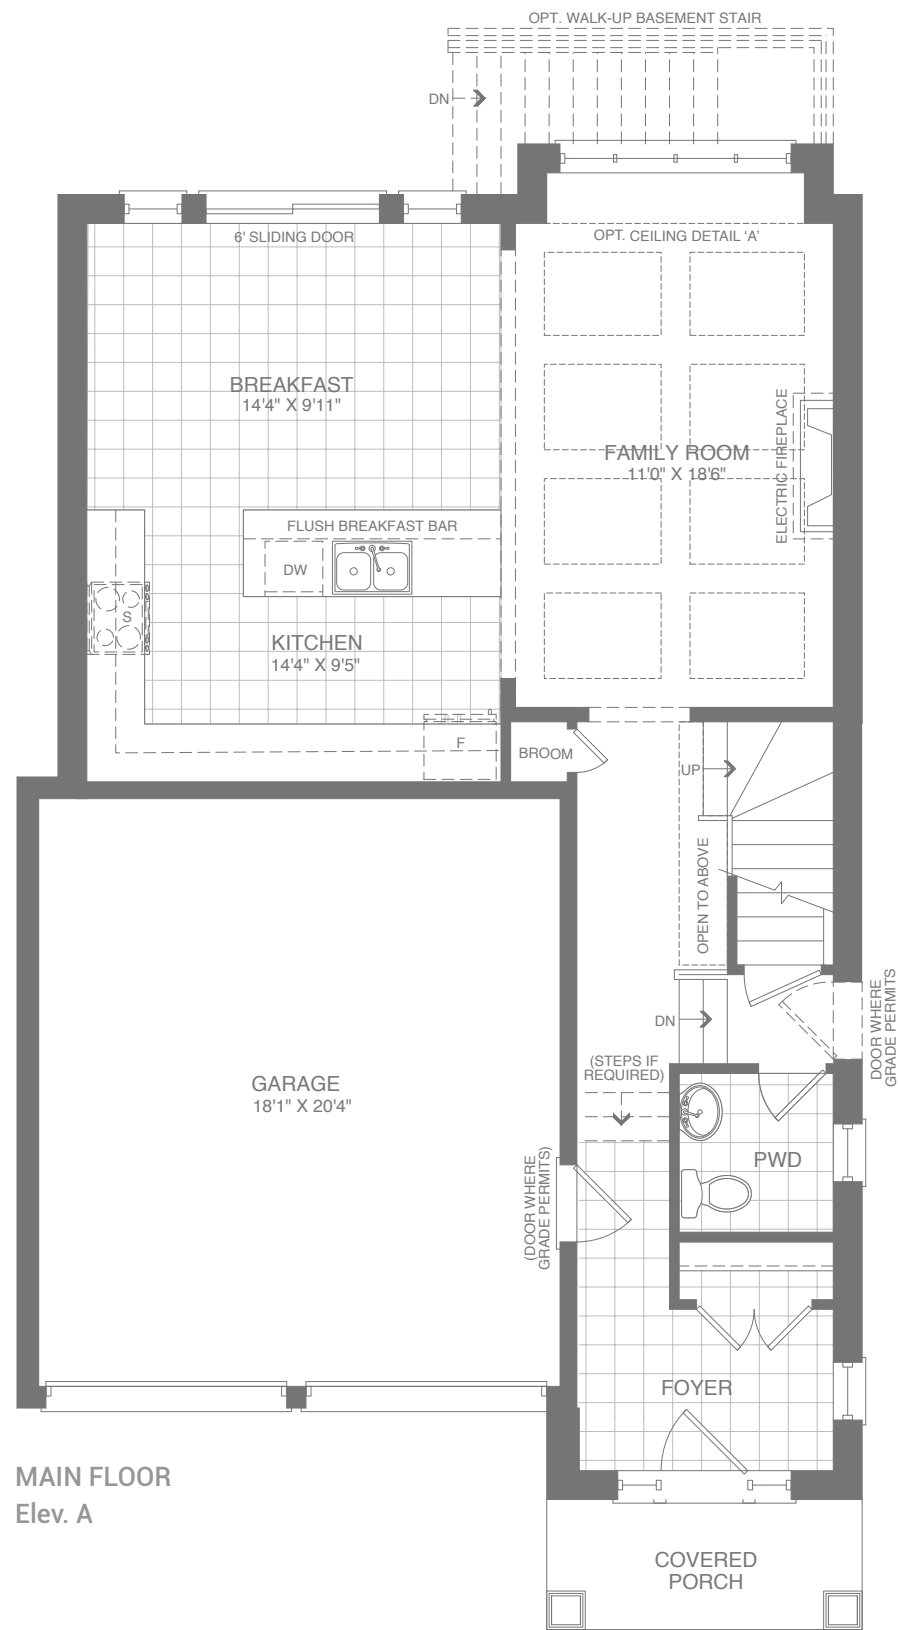 OPT. WALK-UP BASEMENT STAIR
DN
6' SLIDING DOOR
OPT. CEILING DETAIL ‘A’
BREAKFAST
14'4" X 9'11"
FAMILY ROOM
11'0" X 18'6"
ELECTRIC FIREPLACE
FLUSH BREAKFAST BAR
DW
S
KITCHEN
14'4" X 9'5"
F
BROOM
UP
OPEN TO ABOVE
DN
DOOR WHERE
GRADE PERMITS
(STEPS IF
REQUIRED)
GARAGE
18'1" X 20'4"
PWD
(DOOR WHERE
GRADE PERMITS)
FOYER
MAIN FLOOR
Elev. A
COVERED
PORCH